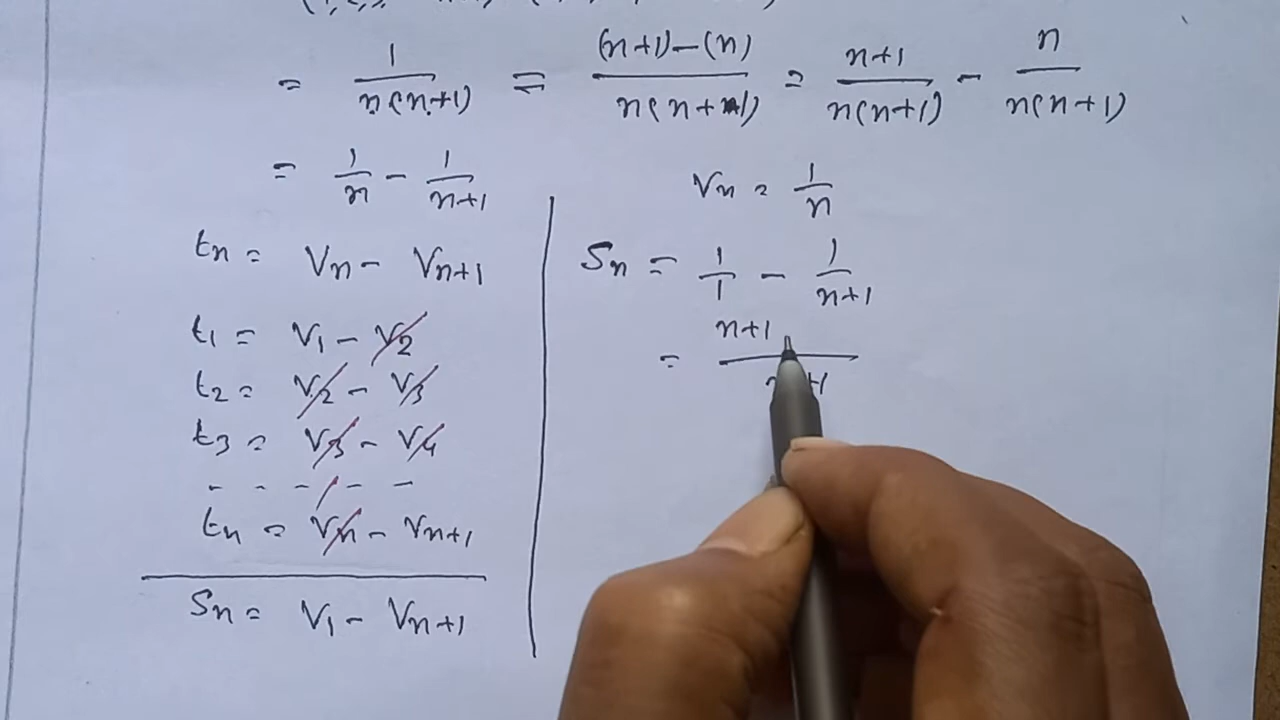 = 1/n(n+1) = (n+1)-(n)/n(n+1) = n+1/n(n+1) - n/n(n+1)
= 1/n - 1/n+1
tn = Vn - Vn+1
t1 = V1 - V2
t2 = V2 - V3
t3 = V3 - V4
- - - - - -
tn = Vn - Vn+1
Sn = V1 - Vn+1
Vn = 1/n
Sn = 1/1 - 1/n+1
= n+1